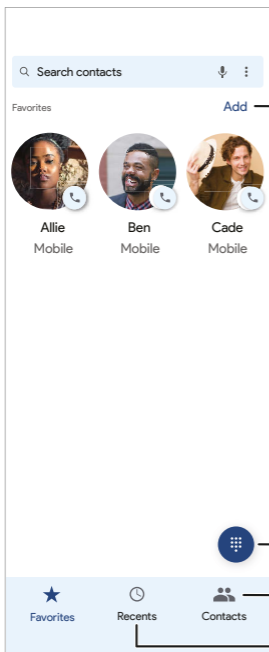 Search contacts
Favorites Add
Allie Ben Cade
Mobile Mobile Mobile
Favorites Recents Contacts